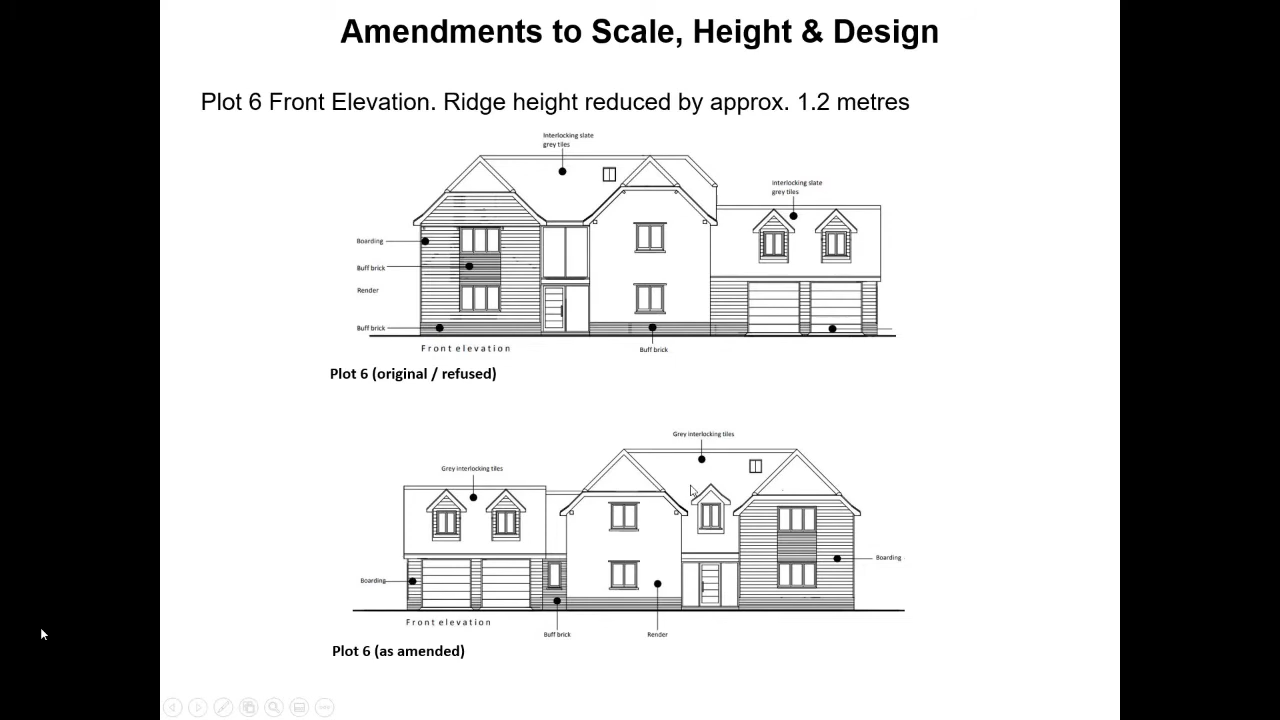 Amendments to Scale, Height & Design
Plot 6 Front Elevation. Ridge height reduced by approx. 1.2 metres
Interlocking slate
grey tiles
Interlocking slate
grey tiles
Boarding
Buff brick
Render
Buff brick
Front elevation
Buff brick
Plot 6 (original / refused)
Grey interlocking tiles
Grey interlocking tiles
Boarding
Boarding
Front elevation
Buff brick
Render
Plot 6 (as amended)